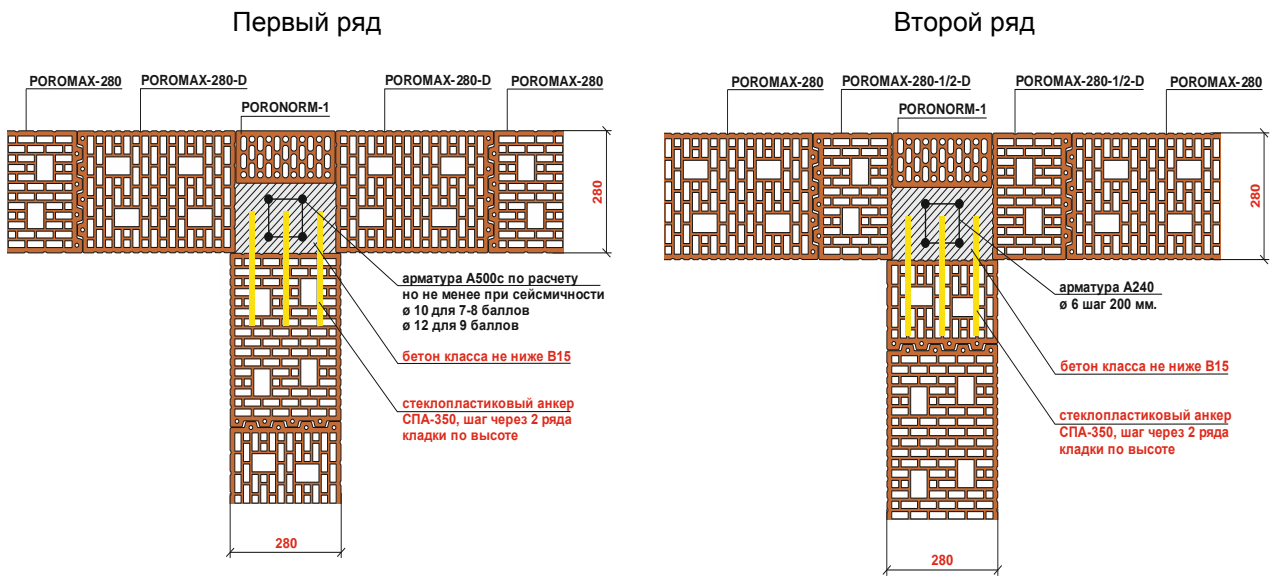 Первый ряд
POROMAX-280
POROMAX-280-D
PORONORM-1
POROMAX-280-D
POROMAX-280
280
арматура А500с по расчету
но не менее при сейсмичности
ø 10 для 7-8 баллов
ø 12 для 9 баллов
бетон класса не ниже В15
стеклопластиковый анкер
СПА-350, шаг через 2 ряда
кладки по высоте
280
Второй ряд
POROMAX-280
POROMAX-280-1/2-D
PORONORM-1
POROMAX-280-1/2-D
POROMAX-280
280
арматура А240
ø 6 шаг 200 мм.
бетон класса не ниже В15
стеклопластиковый анкер
СПА-350, шаг через 2 ряда
кладки по высоте
280